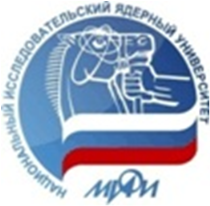 НАЦИОНАЛЬНЫЙ ИССЛЕДОВАТЕЛЬСКИЙ ЯДЕРНЫЙ УНИВЕРСИТЕТ
МИФИ